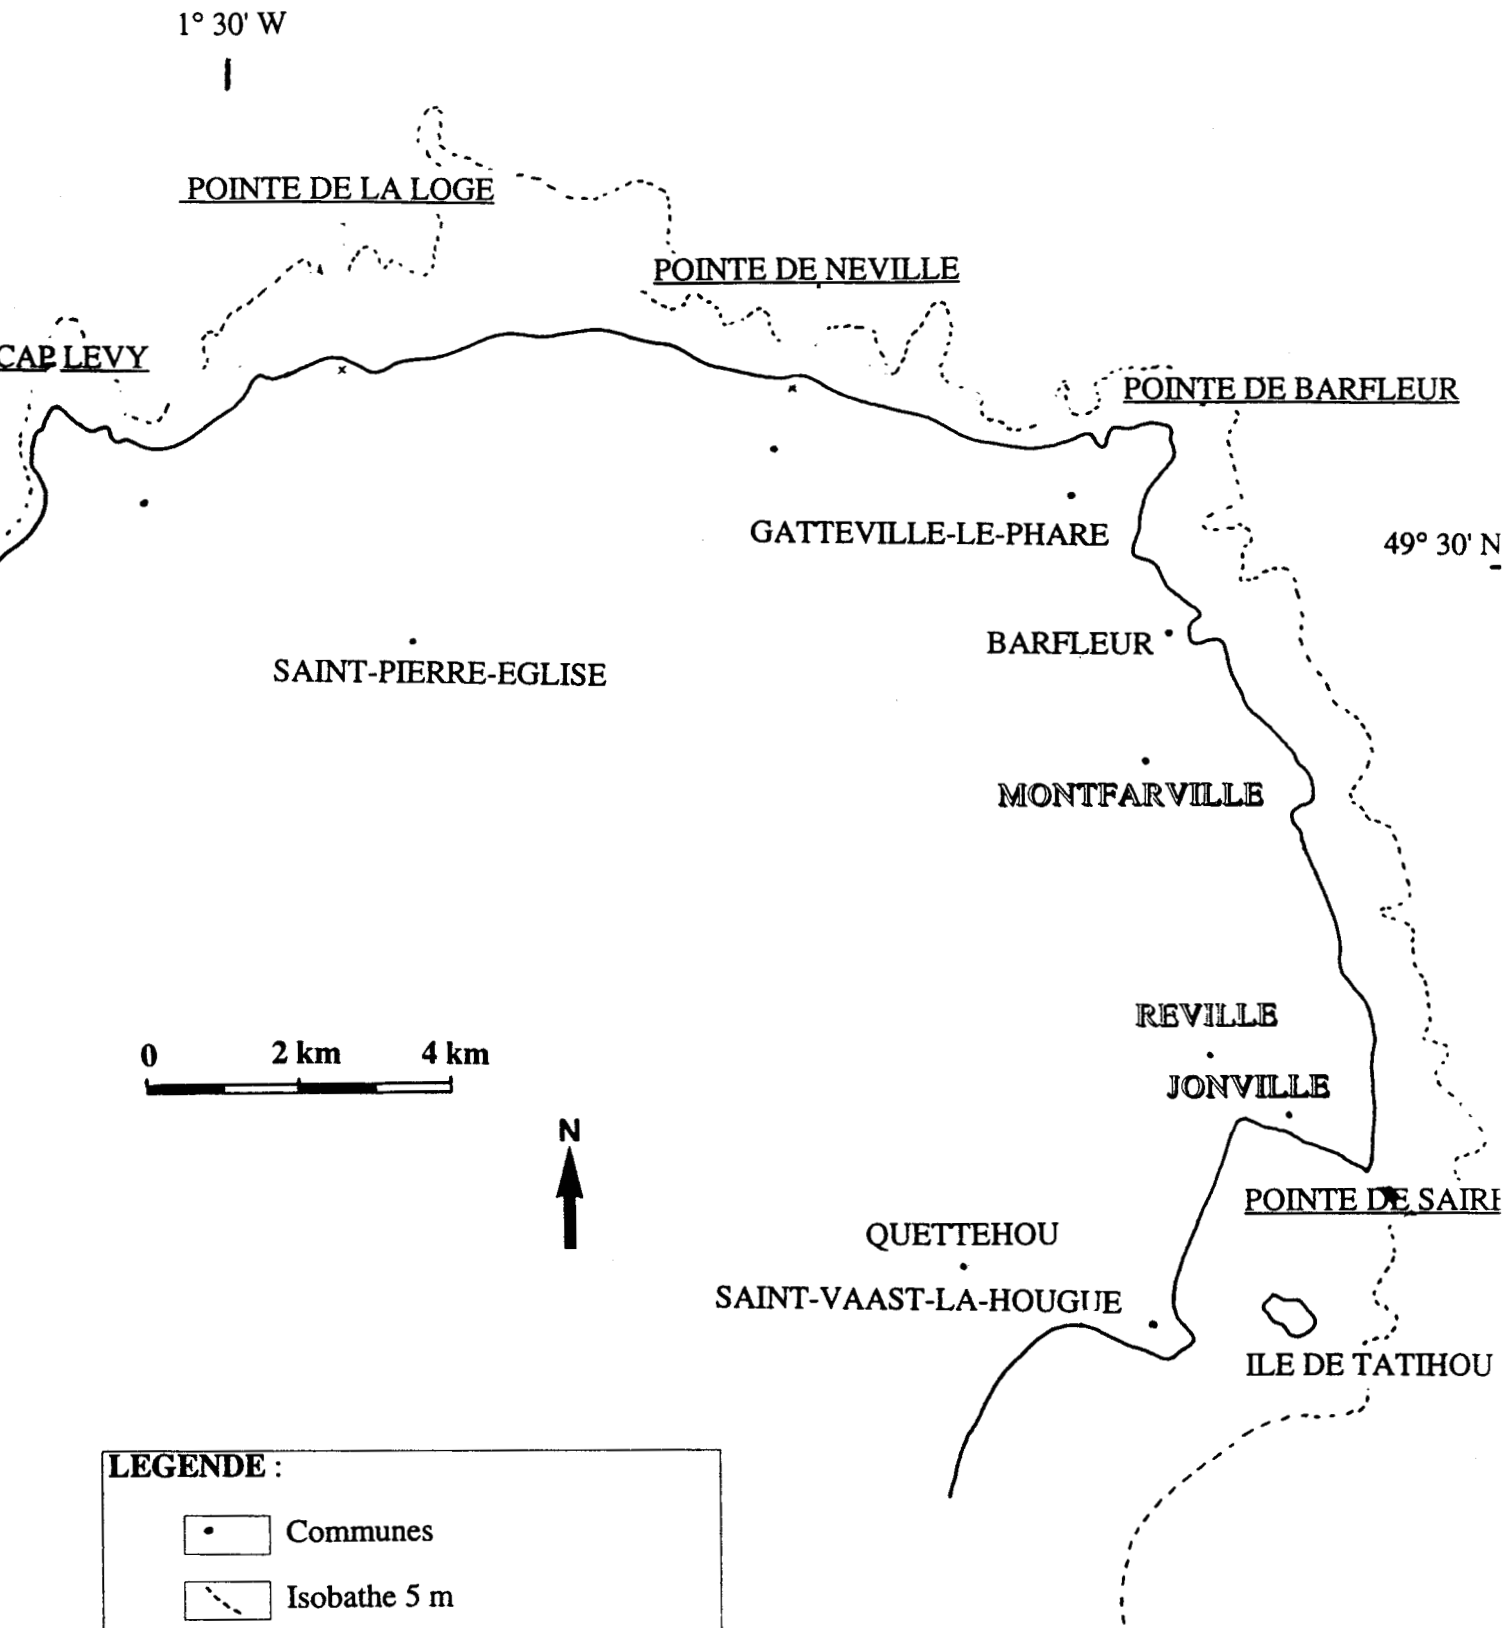 1° 30' W
POINTE DE LA LOGE
POINTE DE NEVILLE
CAP LEVY
POINTE DE BARFLEUR
GATTEVILLE-LE-PHARE
49° 30' N
BARFLEUR
SAINT-PIERRE-EGLISE
MONTFARVILLE
REVILLE
0 2 km 4 km
JONVILLE
N
POINTE DE SAIRE
QUETTEHOU
SAINT-VAAST-LA-HOUGUE
ILE DE TATIHOU
LEGENDE :
Communes
Isobathe 5 m